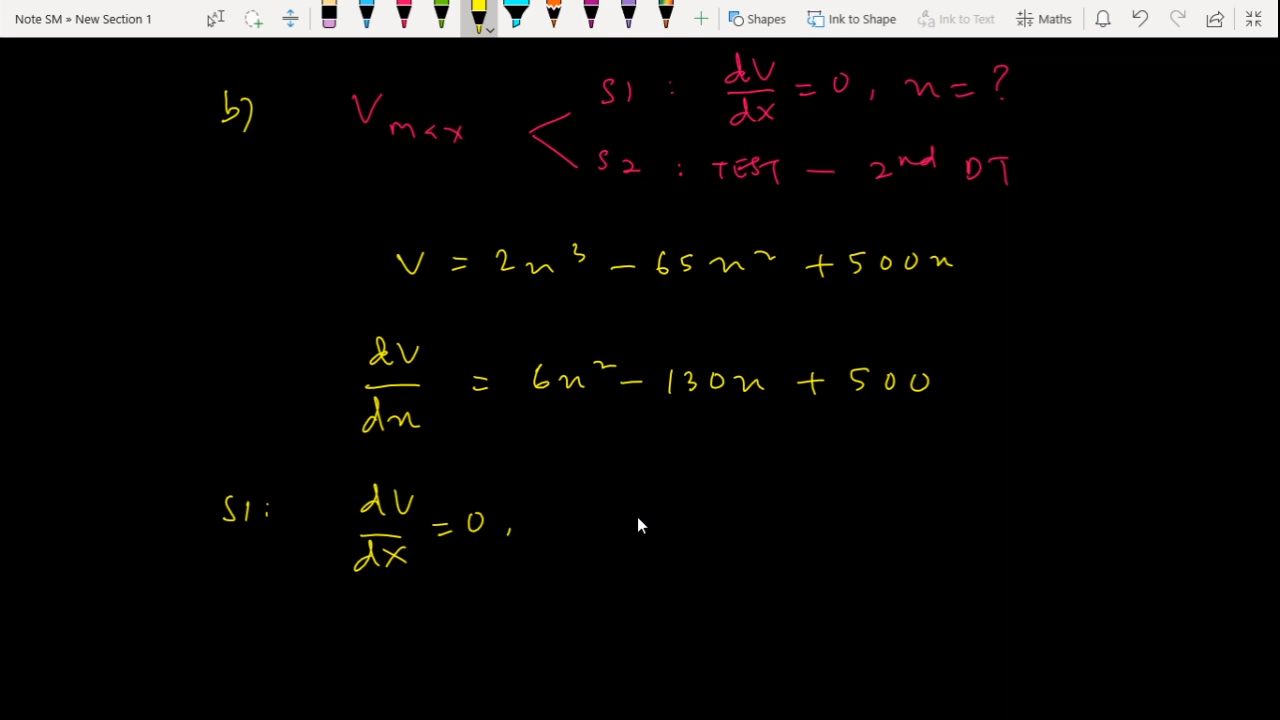 Note SM » New Section 1
Shapes Ink to Shape Ink to Text Maths
b) Vmax S1 : dV/dx = 0, x = ?
S2 : TEST - 2nd DT
V = 2x³ - 65x² + 500x
dV/dx = 6x² - 130x + 500
S1: dV/dx = 0,